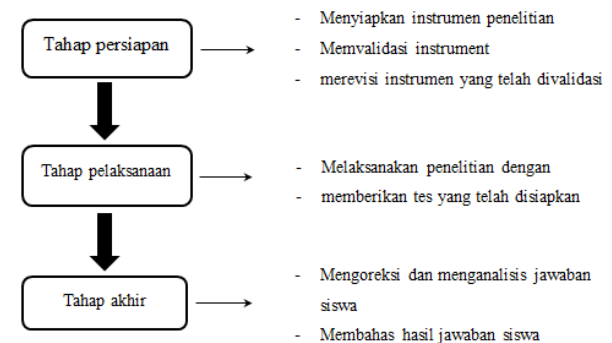 Tahap persiapan
- Menyiapkan instrumen penelitian
- Memvalidasi instrument
- merevisi instrumen yang telah divalidasi
Tahap pelaksanaan
- Melaksanakan penelitian dengan
- memberikan tes yang telah disiapkan
Tahap akhir
- Mengoreksi dan menganalisis jawaban
siswa
- Membahas hasil jawaban siswa